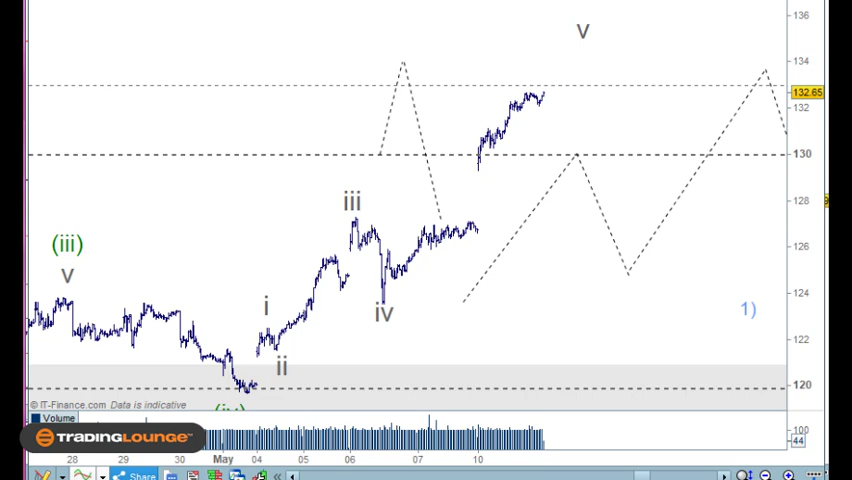 136
v
134
132.65
132
130
iii
128
(iii)
v
126
i
iv
124
1)
122
ii
120
© IT-Finance.com Data is indicative
(iv)
Volume
100
44
TRADINGLOUNGE
28 29 30 May 04 05 06 07 10
Share